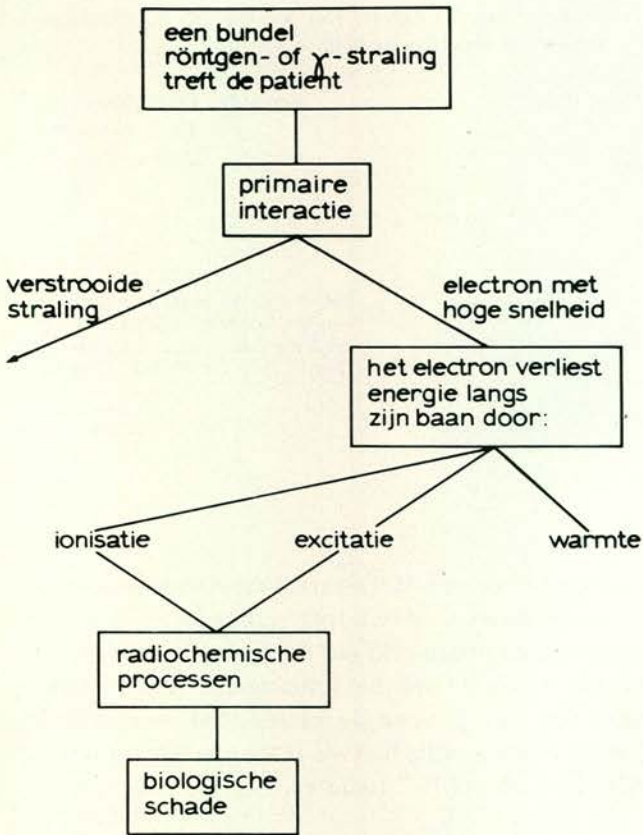 een bundel
röntgen- of γ-straling
treft de patiënt
primaire
interactie
verstrooide
straling
electron met
hoge snelheid
het electron verliest
energie langs
zijn baan door:
ionisatie
excitatie
warmte
radiochemische
processen
biologische
schade